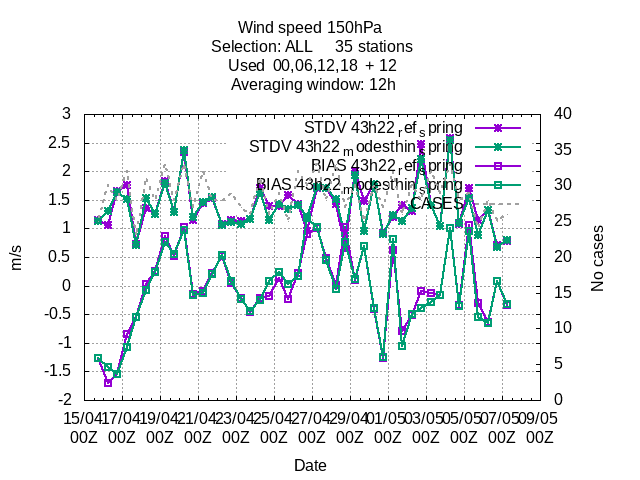 Wind speed 150hPa
Selection: ALL 35 stations
Used 00,06,12,18 + 12
Averaging window: 12h
3 40
STDV 43h22_ref_spring
2.5 35
STDV 43h22_modesthin_spring
2 30
BIAS 43h22_ref_spring
BIAS 43h22_modesthin_spring
1.5 25
CASES
1
0.5 20
0 15
-0.5 10
-1
-1.5 5
-2 0
m/s
No cases
15/04 17/04 19/04 21/04 23/04 25/04 27/04 29/04 01/05 03/05 05/05 07/05 09/05
00Z 00Z 00Z 00Z 00Z 00Z 00Z 00Z 00Z 00Z 00Z 00Z 00Z
Date